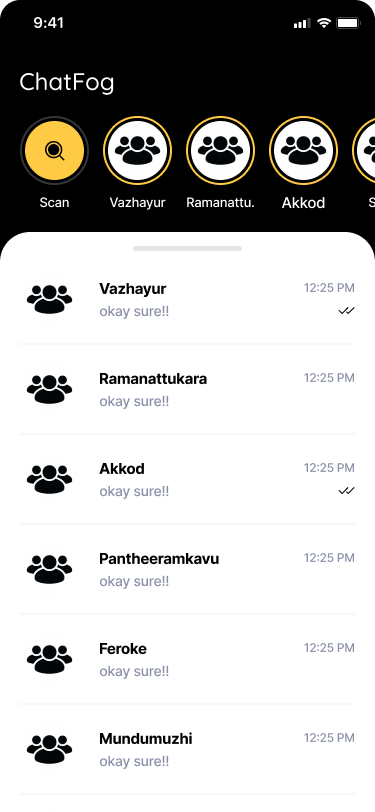 9:41
ChatFog
Scan
Vazhayur
Ramanattu.
Akkod
S
Vazhayur
12:25 PM
okay sure!!
Ramanattukara
12:25 PM
okay sure!!
Akkod
12:25 PM
okay sure!!
Pantheeramkavu
12:25 PM
okay sure!!
Feroke
12:25 PM
okay sure!!
Mundumuzhi
12:25 PM
okay sure!!